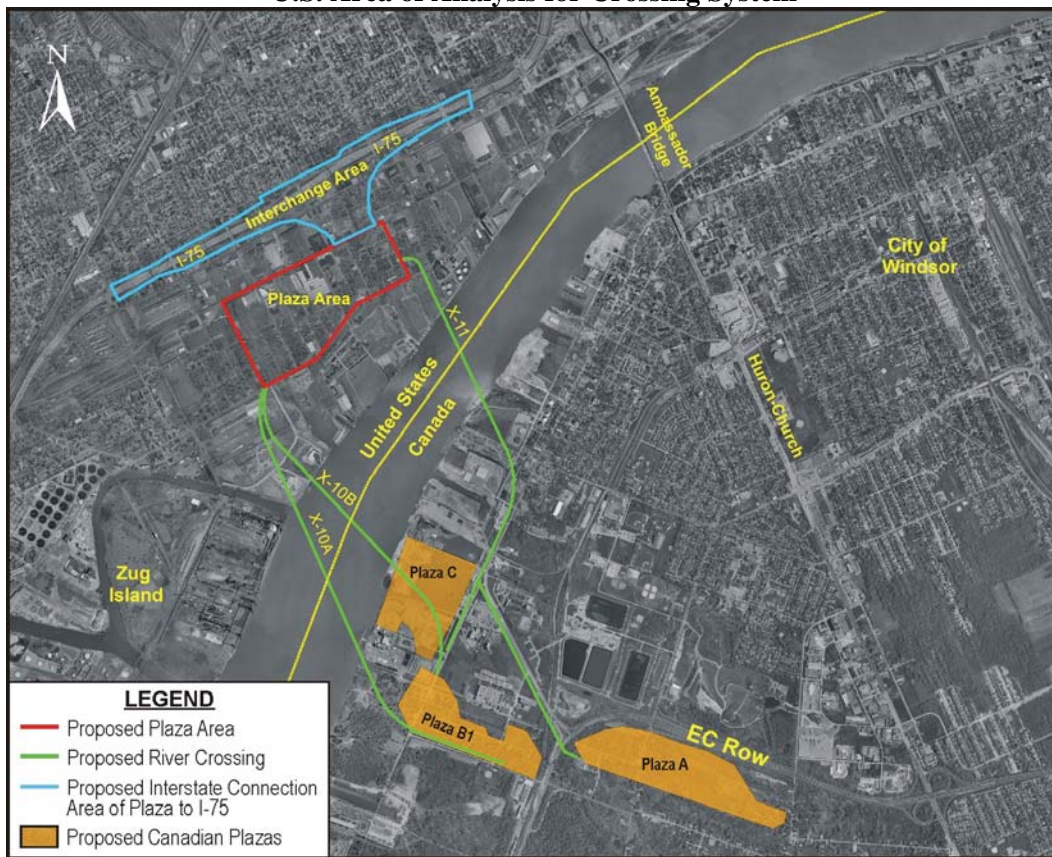 U.S. Area of Analysis for Crossing System
N
Ambassador
Bridge
I-75
Interchange Area
I-75
City of
Windsor
Plaza Area
X-11
United States
Canada
Huron-Church
X-10B
X-10A
Plaza C
Zug
Island
Plaza B1
EC Row
Plaza A
LEGEND
Proposed Plaza Area
Proposed River Crossing
Proposed Interstate Connection
Area of Plaza to I-75
Proposed Canadian Plazas